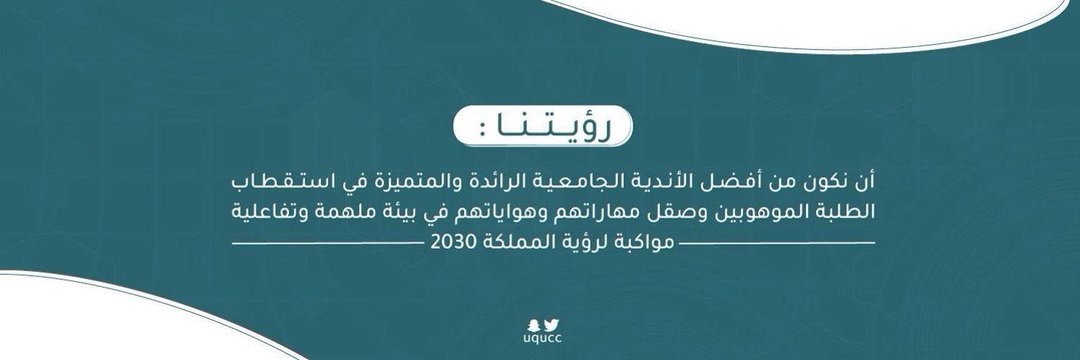 رؤيتنا :
أن نكون من أفضل الأندية الجامعية الرائدة والمتميزة في استقطاب
الطلبة الموهوبين وصقل مهاراتهم وهواياتهم في بيئة ملهمة وتفاعلية
مواكبة لرؤية المملكة 2030
uqucc